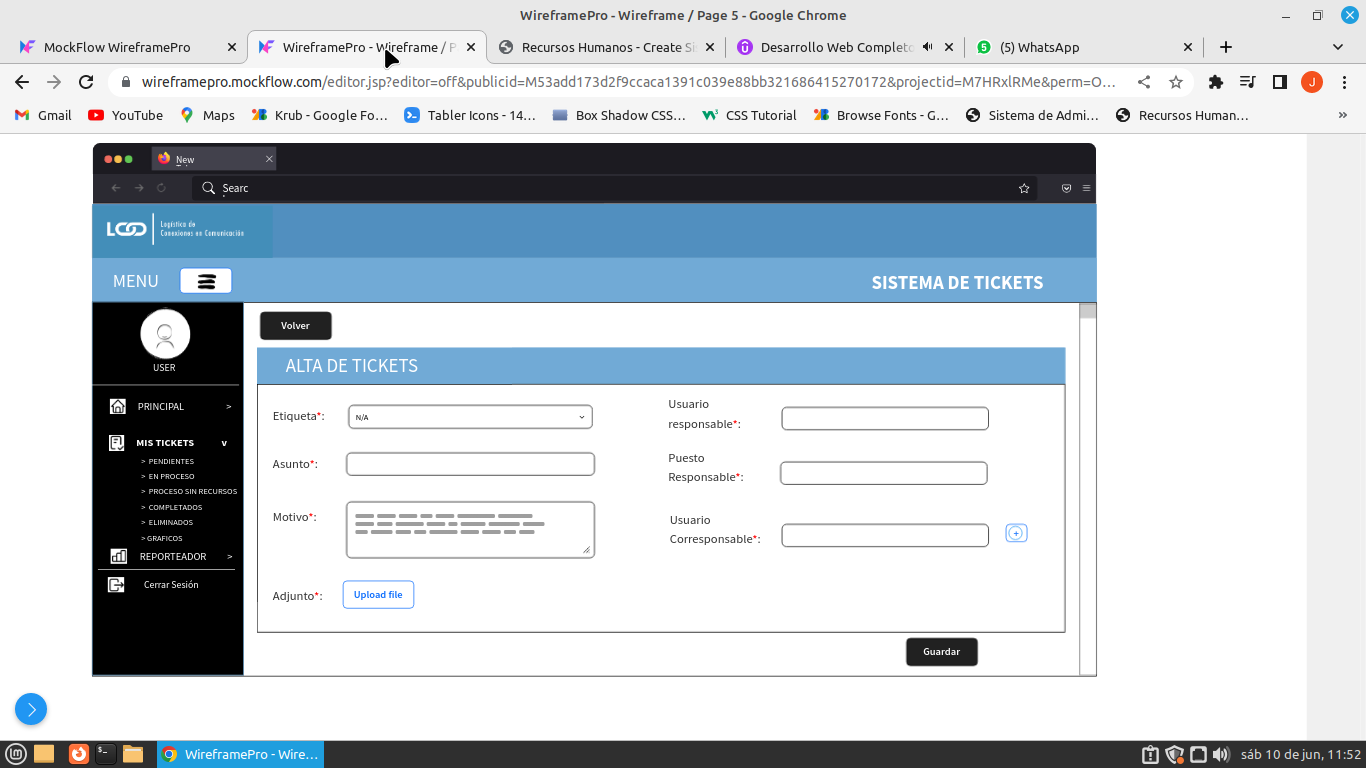 WireframePro - Wireframe / Page 5 - Google Chrome
MockFlow WireframePro
WireframePro - Wireframe / P
Recursos Humanos - Create Si
Desarrollo Web Completo
(5) WhatsApp
wireframepro.mockflow.com/editor.jsp?editor=off&publicid=M53add173d2f9ccaca1391c039e88bb321686415270172&projectid=M7HRxlRMe&perm=O…
J
Gmail
YouTube
Maps
Krub - Google Fo…
Tabler Icons - 14…
Box Shadow CSS…
CSS Tutorial
Browse Fonts - G…
Sistema de Admi…
Recursos Human…
»
New
Searc
Logística de
Conexiones en Comunicación
MENU
SISTEMA DE TICKETS
USER
PRINCIPAL >
MIS TICKETS v
> PENDIENTES
> EN PROCESO
> PROCESO SIN RECURSOS
> COMPLETADOS
> ELIMINADOS
> GRAFICOS
REPORTEADOR >
Cerrar Sesión
Volver
ALTA DE TICKETS
Etiqueta*:
N/A
Asunto*:
Motivo*:
Adjunto*:
Upload file
Usuario
responsable*:
Puesto
Responsable*:
Usuario
Corresponsable*:
Guardar
WireframePro - Wire…
sáb 10 de jun, 11:52